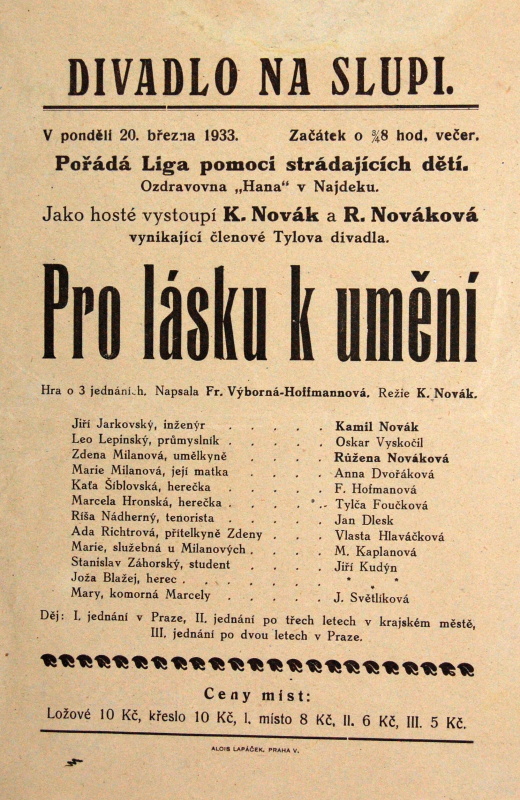 DIVADLO NA SLUPI.
V pondělí 20. března 1933. Začátek o ¾8 hod, večer.
Pořádá Liga pomoci strádajících dětí.
Ozdravovna „Hana“ v Najdeku.
Jako hosté vystoupí K. Novák a R. Nováková
vynikající členové Tylova divadla.
Pro lásku k umění
Hra o 3 jednáních. Napsala Fr. Výborná-Hoffmannová. Režie K. Novák.
Jiří Jarkovský, inženýr . . . . . Kamil Novák
Leo Lepinský, průmyslník . . . . . Oskar Vyskočil
Zdena Milanová, umělkyně . . . . . Růžena Nováková
Marie Milanová, její matka . . . . Anna Dvořáková
Kaťa Šiblovská, herečka . . . . . F. Hofmanová
Marcela Hronská, herečka . . . . . Tylča Foučková
Ríša Nádherný, tenorista . . . . . Jan Dlesk
Ada Richtrová, přítelkyně Zdeny . . . . Vlasta Hlaváčková
Marie, služebná u Milanových . . . . M. Kaplanová
Stanislav Záhorský, student . . . . Jiří Kudýn
Joža Blažej, herec . . . . . . * * *
Mary, komorná Marcely . . . . . J. Světlíková
Děj: I. jednání v Praze, II. jednání po třech letech v krajském městě,
III. jednání po dvou letech v Praze.
Ceny míst:
Ložové 10 Kč, křeslo 10 Kč, I. místo 8 Kč, II. 6 Kč, III. 5 Kč.
ALOIS LAPÁČEK, PRAHA V.